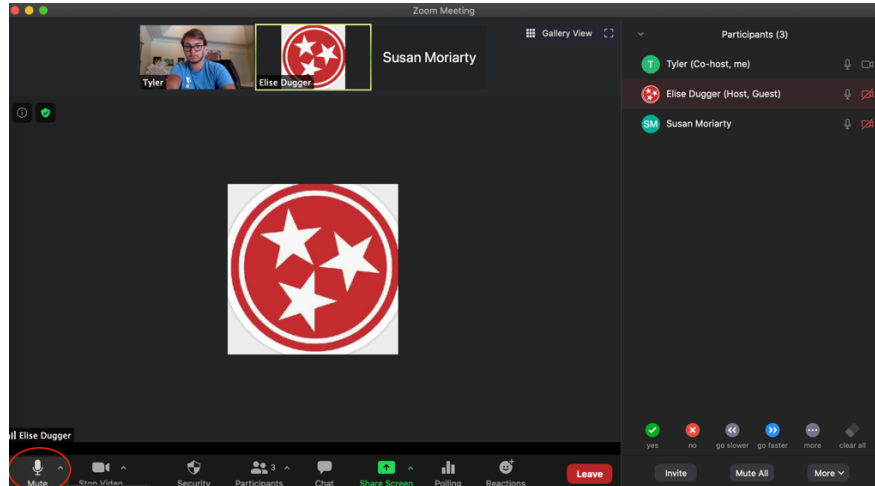 Zoom Meeting
Tyler
Elise Dugger
Susan Moriarty
Gallery View
Participants (3)
T Tyler (Co-host, me)
Elise Dugger (Host, Guest)
SM Susan Moriarty
Elise Dugger
yes no go slower go faster more clear all
Mute Stop Video Security Participants 3 Chat Share Screen Polling Reactions Leave
Invite Mute All More